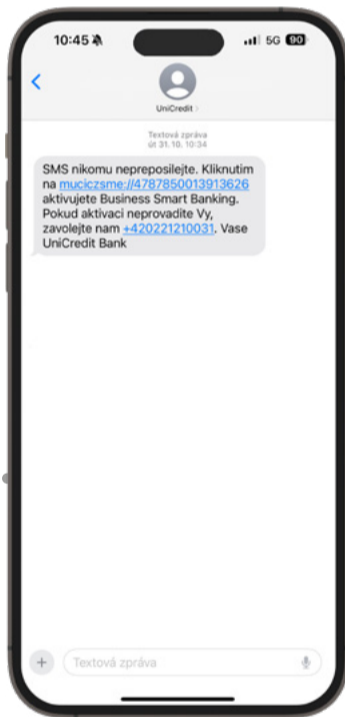 10:45
5G 90
UniCredit
Textová zpráva
út 31. 10. 10:34
SMS nikomu nepreposilejte. Kliknutim
na muciczsme://4787850013913626
aktivujete Business Smart Banking.
Pokud aktivaci neprovadite Vy,
zavolejte nam +420221210031. Vase
UniCredit Bank
Textová zpráva